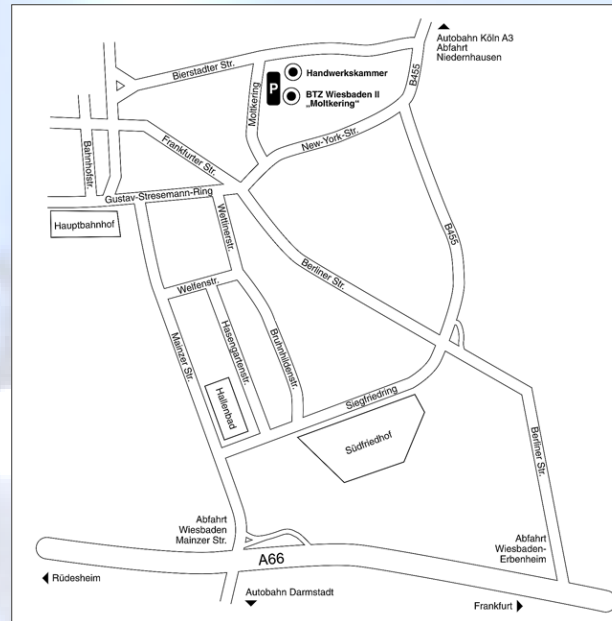 Autobahn Köln A3
Abfahrt
Niedernhausen
Bierstadter Str.
B455
P
Handwerkskammer
BTZ Wiesbaden II
„Moltkering“
Moltkering
New-York-Str.
Frankfurter Str.
Bahnhofstr.
Gustav-Stresemann-Ring
Hauptbahnhof
Wettinerstr.
B455
Berliner Str.
Welfenstr.
Mainzer Str.
Hasengartenstr.
Bruhnhildenstr.
Hallenbad
Siegfriedring
Südfriedhof
Berliner Str.
Abfahrt
Wiesbaden
Mainzer Str.
Abfahrt
Wiesbaden-
Erbenheim
A66
Rüdesheim
Autobahn Darmstadt
Frankfurt